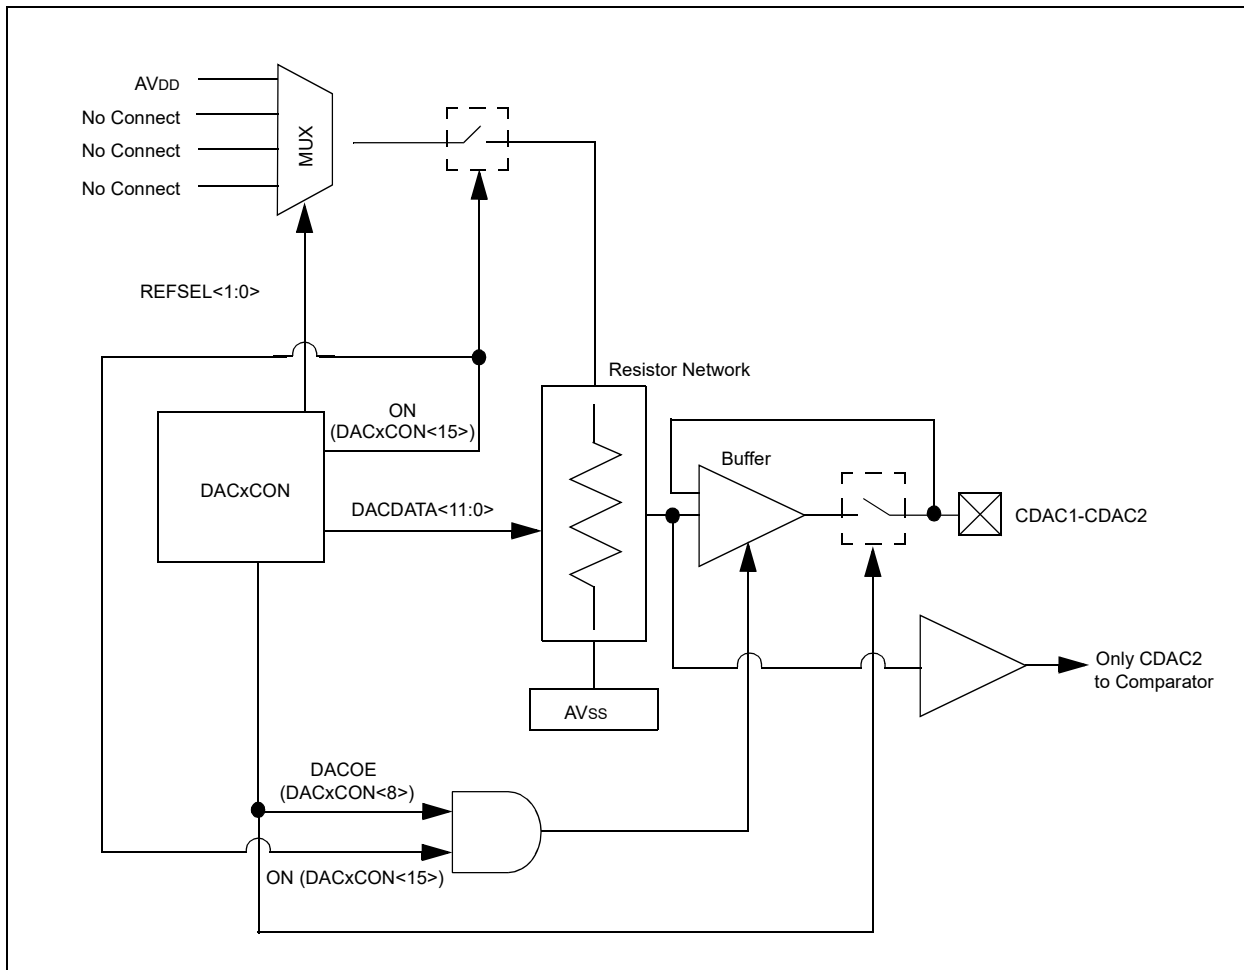 AVDD
No Connect
No Connect
No Connect
MUX
REFSEL<1:0>
Resistor Network
ON
(DACxCON<15>)
Buffer
DACxCON
DACDATA<11:0>
CDAC1-CDAC2
Only CDAC2
to Comparator
AVSS
DACOE
(DACxCON<8>)
ON (DACxCON<15>)